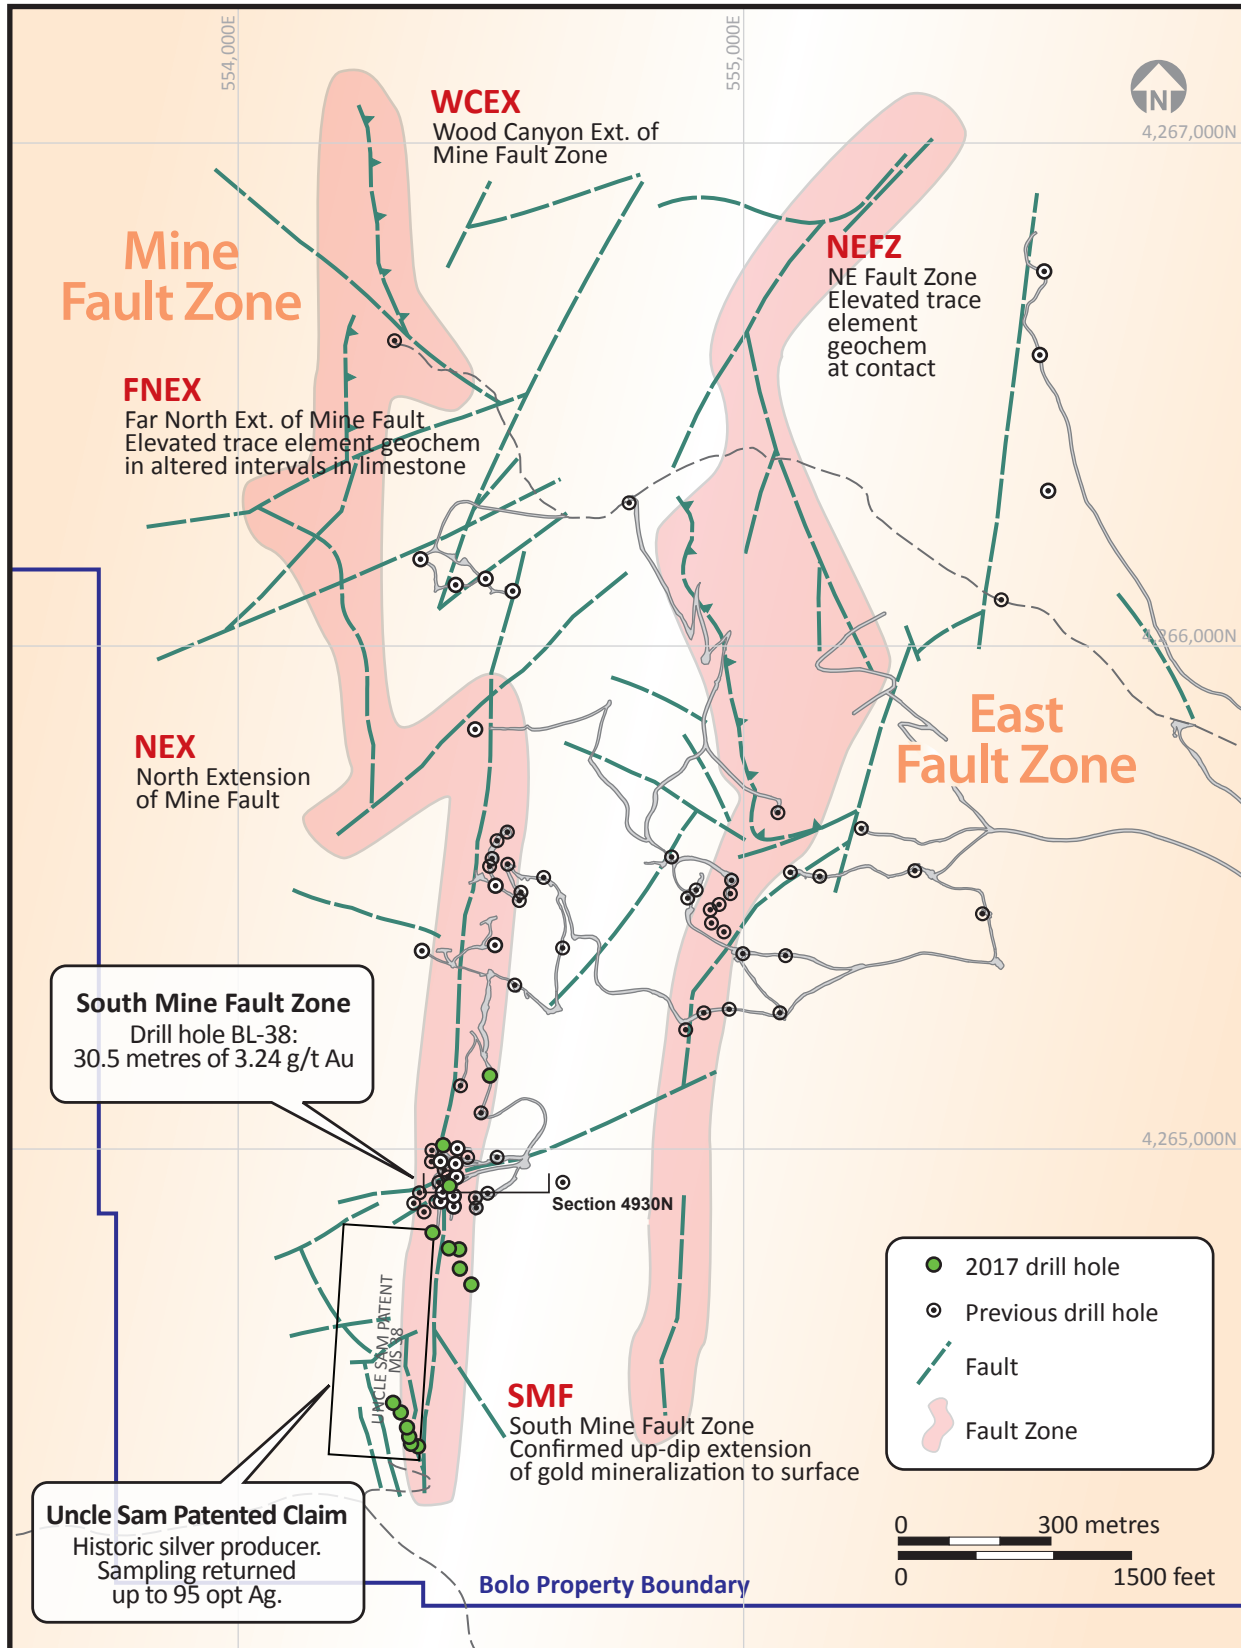 554,000E
555,000E
N
4,267,000N
WCEX
Wood Canyon Ext. of
Mine Fault Zone
Mine
Fault Zone
NEFZ
NE Fault Zone
Elevated trace
element
geochem
at contact
FNEX
Far North Ext. of Mine Fault
Elevated trace element geochem
in altered intervals in limestone
4,266,000N
East
Fault Zone
NEX
North Extension
of Mine Fault
South Mine Fault Zone
Drill hole BL-38:
30.5 metres of 3.24 g/t Au
4,265,000N
Section 4930N
UNCLE SAM PATENT
MS 38
2017 drill hole
Previous drill hole
Fault
Fault Zone
SMF
South Mine Fault Zone
Confirmed up-dip extension
of gold mineralization to surface
Uncle Sam Patented Claim
Historic silver producer.
Sampling returned
up to 95 opt Ag.
0 300 metres
0 1500 feet
Bolo Property Boundary